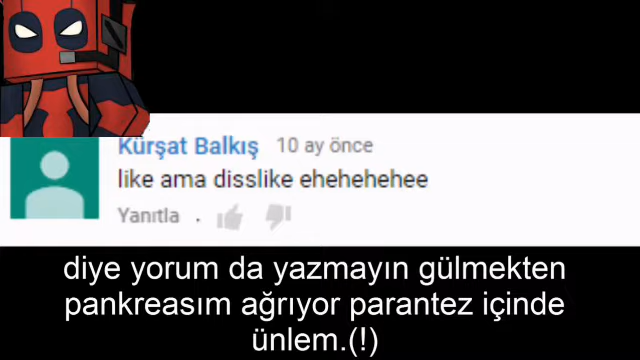 Kürşat Balkış 10 ay önce
like ama disslike ehehehehee
Yanıtla .
diye yorum da yazmayın gülmekten
pankreasım ağrıyor parantez içinde
ünlem.(!)